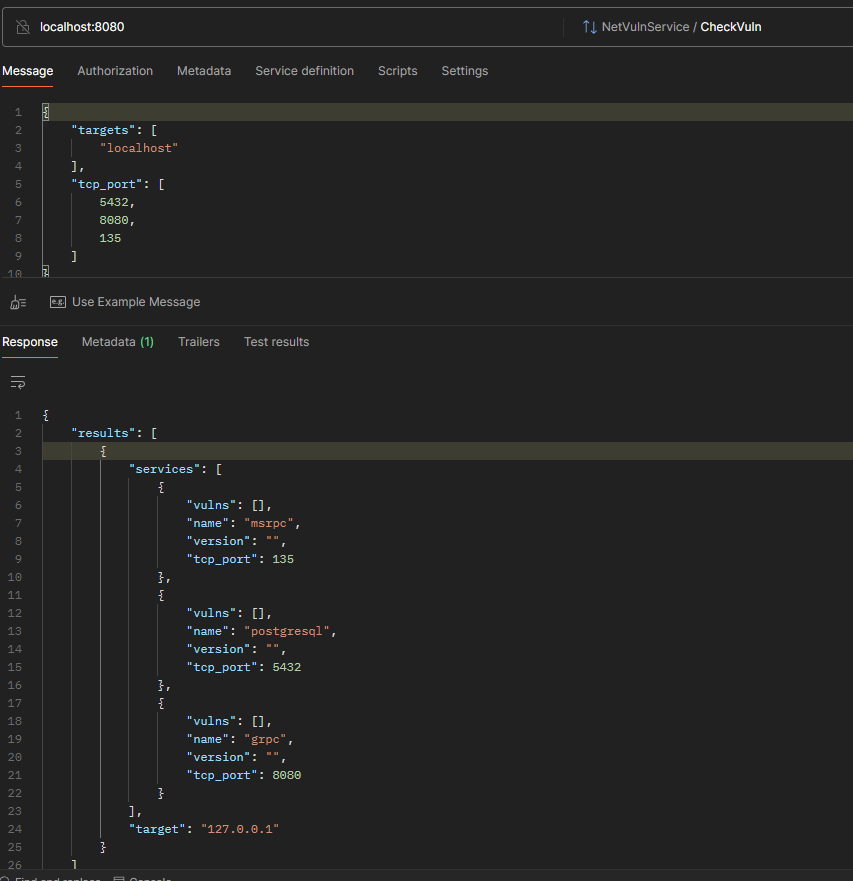 localhost:8080 NetVulnService / CheckVuln
Message Authorization Metadata Service definition Scripts Settings
1 {
2 "targets": [
3 "localhost"
4 ],
5 "tcp_port": [
6 5432,
7 8080,
8 135
9 ]
10 }
e.g. Use Example Message
Response Metadata (1) Trailers Test results
1 {
2 "results": [
3 {
4 "services": [
5 {
6 "vulns": [],
7 "name": "msrpc",
8 "version": "",
9 "tcp_port": 135
10 },
11 {
12 "vulns": [],
13 "name": "postgresql",
14 "version": "",
15 "tcp_port": 5432
16 },
17 {
18 "vulns": [],
19 "name": "grpc",
20 "version": "",
21 "tcp_port": 8080
22 }
23 ],
24 "target": "127.0.0.1"
25 }
26 ]
Find and replace Console